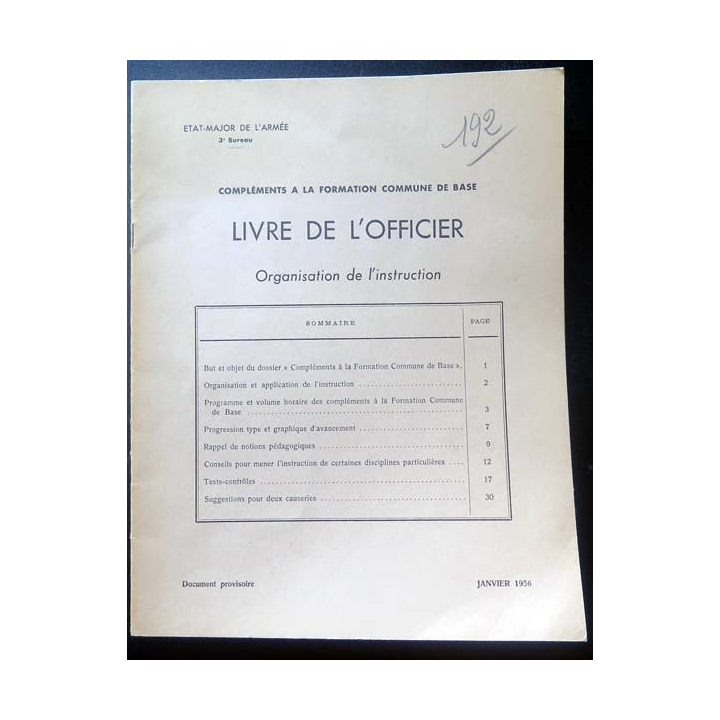 ETAT-MAJOR DE L'ARMÉE
3e Bureau
192
COMPLÉMENTS A LA FORMATION COMMUNE DE BASE
LIVRE DE L'OFFICIER
Organisation de l'instruction
SOMMAIRE PAGE
But et objet du dossier « Compléments à la Formation Commune de Base ». 1
Organisation et application de l'instruction .......................... 2
Programme et volume horaire des compléments à la Formation Commune
de Base ...................................................... 3
Progression type et graphique d'avancement ........................... 7
Rappel de notions pédagogiques ..................................... 9
Conseils pour mener l'instruction de certaines disciplines particulières .... 12
Tests-contrôles .................................................... 17
Suggestions pour deux causeries ..................................... 30
Document provisoire JANVIER 1956